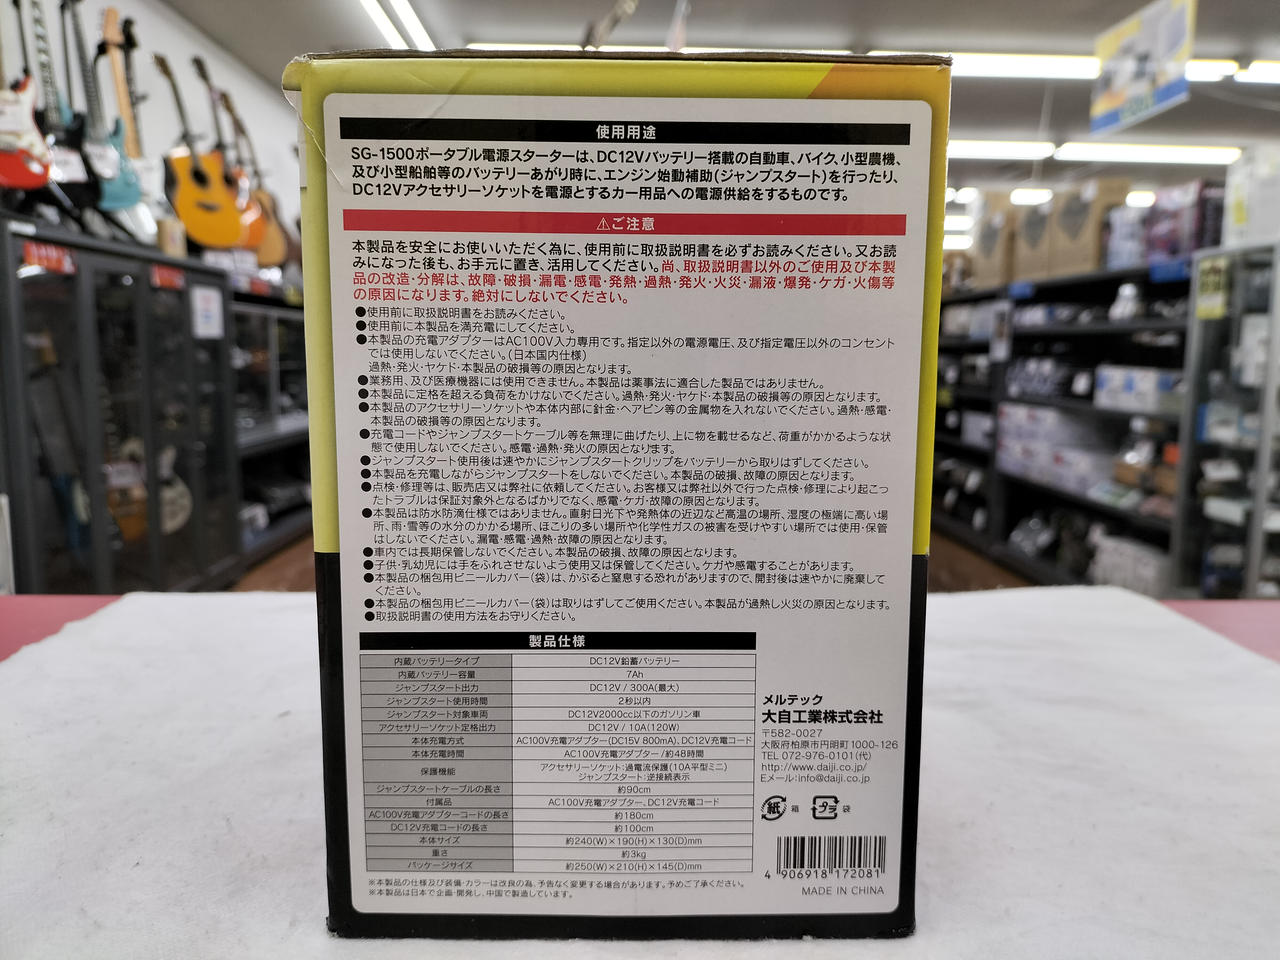 使用用途
SG-1500ポータブル電源スターターは、DC12Vバッテリー搭載の自動車、バイク、小型農機、
及び小型船舶等のバッテリーあがり時に、エンジン始動補助(ジャンプスタート)を行ったり、
DC12Vアクセサリーソケットを電源とするカー用品への電源供給をするものです。
⚠ご注意
本製品を安全にお使いいただく為に、使用前に取扱説明書を必ずお読みください。又お読
みになった後も、お手元に置き、活用してください。尚、取扱説明書以外のご使用及び本製
品の改造・分解は、故障・破損・漏電・感電・発熱・過熱・発火・火災・漏液・爆発・ケガ・火傷等
の原因になります。絶対にしないでください。
●使用前に取扱説明書をお読みください。
●使用前に本製品を満充電にしてください。
●本製品の充電アダプターはAC100V入力専用です。指定以外の電源電圧、及び指定電圧以外のコンセント
では使用しないでください。(日本国内仕様)
過熱・発火・ヤケド・本製品の破損等の原因となります。
●業務用、及び医療機器には使用できません。本製品は薬事法に適合した製品ではありません。
●本製品に定格を超える負荷をかけないでください。過熱・発火・ヤケド・本製品の破損等の原因となります。
●本製品のアクセサリーソケットや本体内部に針金・ヘアピン等の金属物を入れないでください。過熱・感電・
本製品の破損等の原因となります。
●充電コードやジャンプスタートケーブル等を無理に曲げたり、上に物を載せるなど、荷重がかかるような状
態で使用しないでください。感電・過熱・発火の原因となります。
●ジャンプスタート使用後は速やかにジャンプスタートクリップをバッテリーから取りはずしてください。
●本製品を充電しながらジャンプスタートをしないでください。本製品の破損、故障の原因となります。
●点検・修理等は、販売店又は弊社に依頼してください。お客様又は弊社以外で行った点検・修理により起こっ
たトラブルは保証対象外となるばかりでなく、感電・ケガ・故障の原因となります。
●本製品は防水防滴仕様ではありません。直射日光下や発熱体の近辺など高温の場所、湿度の極端に高い場
所、雨・雪等の水分のかかる場所、ほこりの多い場所や化学性ガスの被害を受けやすい場所では使用・保管
はしないでください。漏電・感電・過熱・故障の原因となります。
●車内では長期保管しないでください。本製品の破損、故障の原因となります。
●子供・乳幼児には手をふれさせないよう使用又は保管してください。ケガや感電することがあります。
●本製品の梱包用ビニールカバー(袋)は、かぶると窒息する恐れがありますので、開封後は速やかに廃棄して
ください。
●本製品の梱包用ビニールカバー(袋)は取りはずしてご使用ください。本製品が過熱し火災の原因となります。
●取扱説明書の使用方法をお守りください。
製品仕様
内蔵バッテリータイプ DC12V鉛蓄バッテリー
内蔵バッテリー容量 7Ah
ジャンプスタート出力 DC12V / 300A(最大)
ジャンプスタート使用時間 2秒以内
ジャンプスタート対象車両 DC12V2000cc以下のガソリン車
アクセサリーソケット定格出力 DC12V / 10A(120W)
本体充電方式 AC100V充電アダプター(DC15V 800mA)、DC12V充電コード
本体充電時間 AC100V充電アダプター/約48時間
保護機能 アクセサリーソケット:過電流保護(10A平型ミニ)
ジャンプスタート:逆接続表示
ジャンプスタートケーブルの長さ 約90cm
付属品 AC100V充電アダプター、DC12V充電コード
AC100V充電アダプターコードの長さ 約180cm
DC12V充電コードの長さ 約100cm
本体サイズ 約240(W)×190(H)×130(D)mm
重さ 約3kg
パッケージサイズ 約250(W)×210(H)×145(D)mm
※本製品の仕様及び装備・カラーは改良の為、予告なく変更する場合があります。予めご了承ください。
※本製品は日本で企画・開発し、中国で製造しています。
メルテック
大自工業株式会社
〒582-0027
大阪府柏原市円明町1000-126
TEL 072-976-0101(代)
http://www.daiji.co.jp/
Eメール:info@daiji.co.jp
紙 箱 プラ 袋
4 906918 172081
MADE IN CHINA